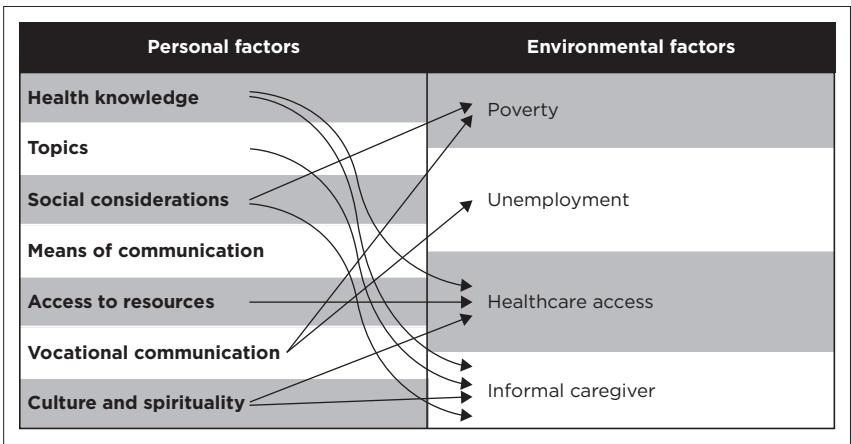 Personal factors
Environmental factors
Health knowledge
Topics
Social considerations
Means of communication
Access to resources
Vocational communication
Culture and spirituality
Poverty
Unemployment
Healthcare access
Informal caregiver